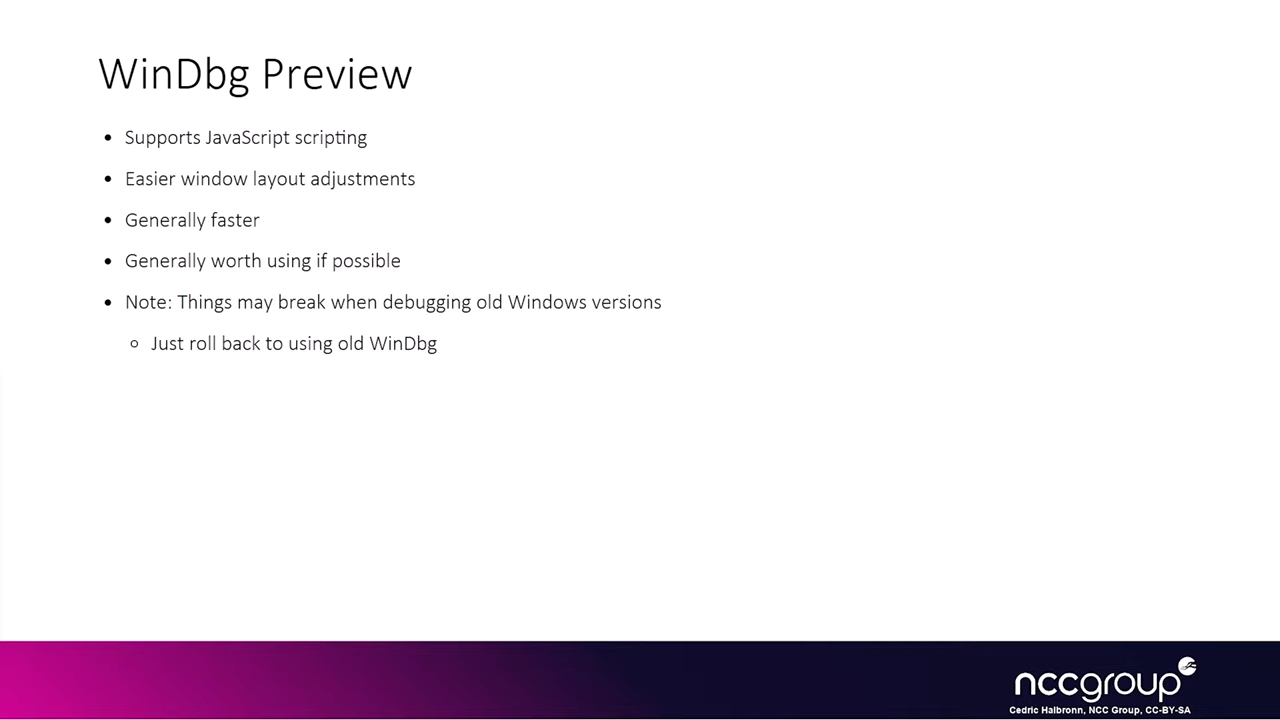 WinDbg Preview
• Supports JavaScript scripting
• Easier window layout adjustments
• Generally faster
• Generally worth using if possible
• Note: Things may break when debugging old Windows versions
○ Just roll back to using old WinDbg
nccgroup
Cedric Halbronn, NCC Group, CC-BY-SA